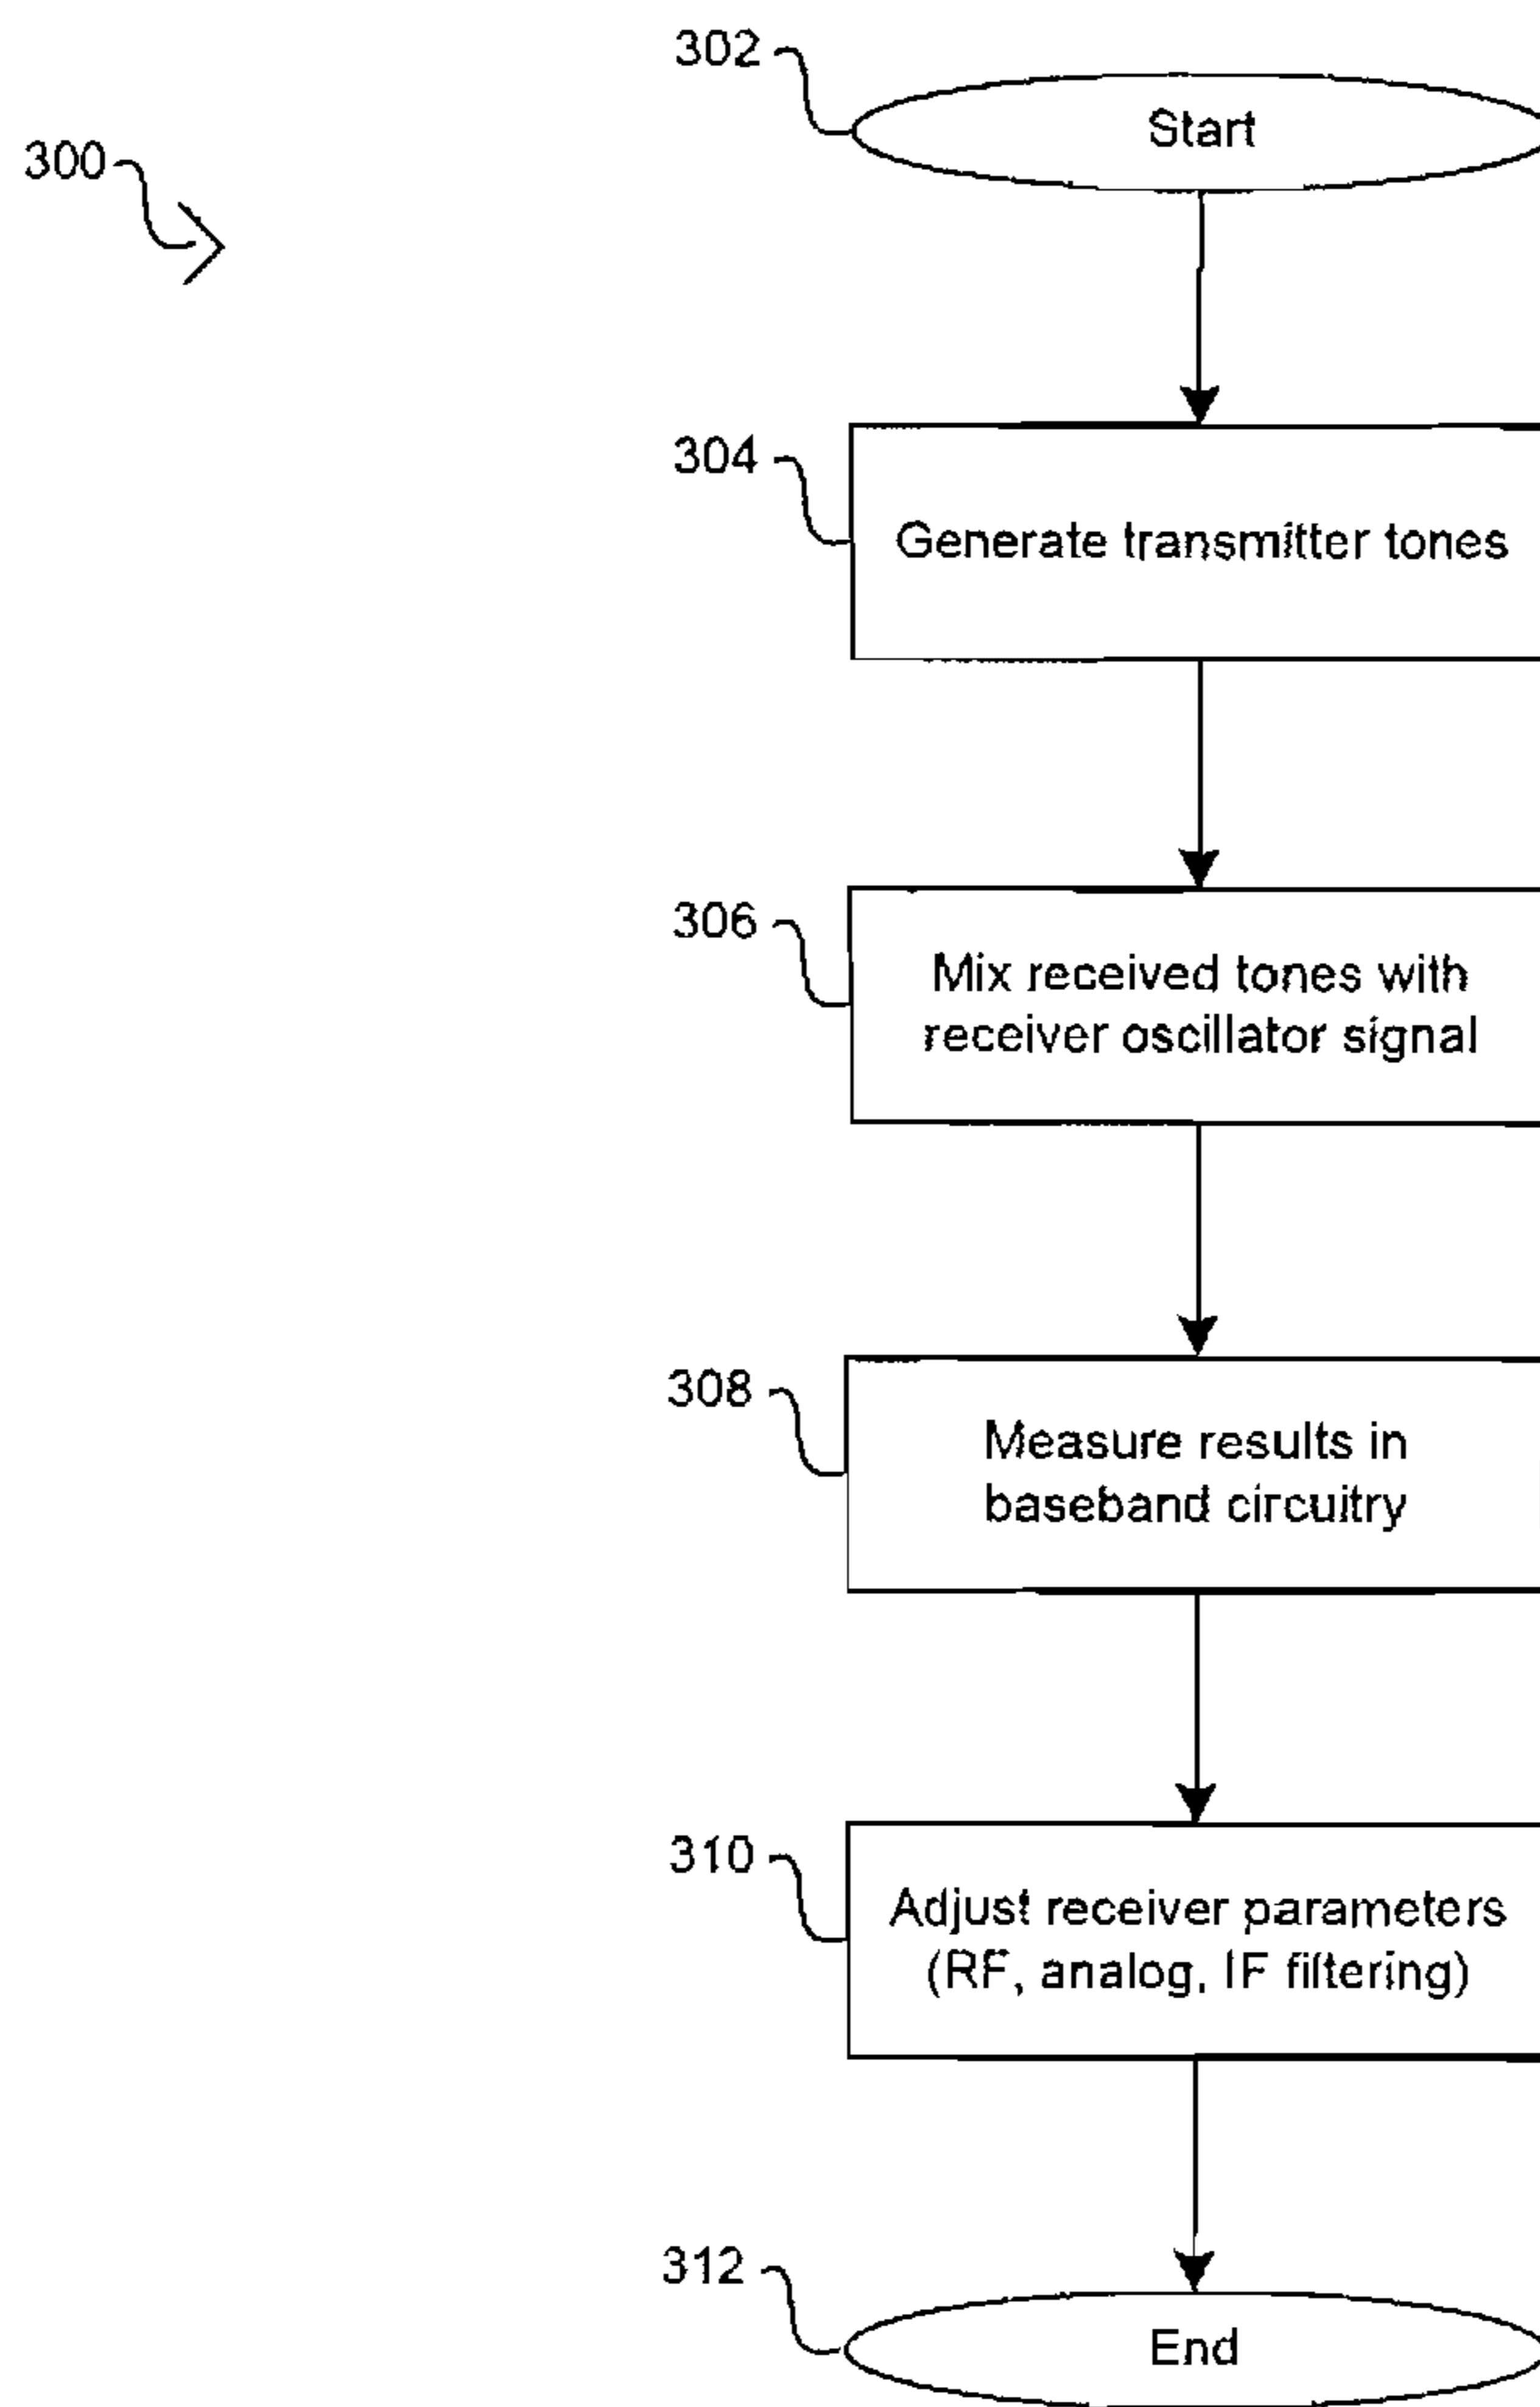 302
Start
300
304
Generate transmitter tones
306
Mix received tones with
receiver oscillator signal
308
Measure results in
baseband circuitry
310
Adjust receiver parameters
(RF, analog, IF filtering)
312
End